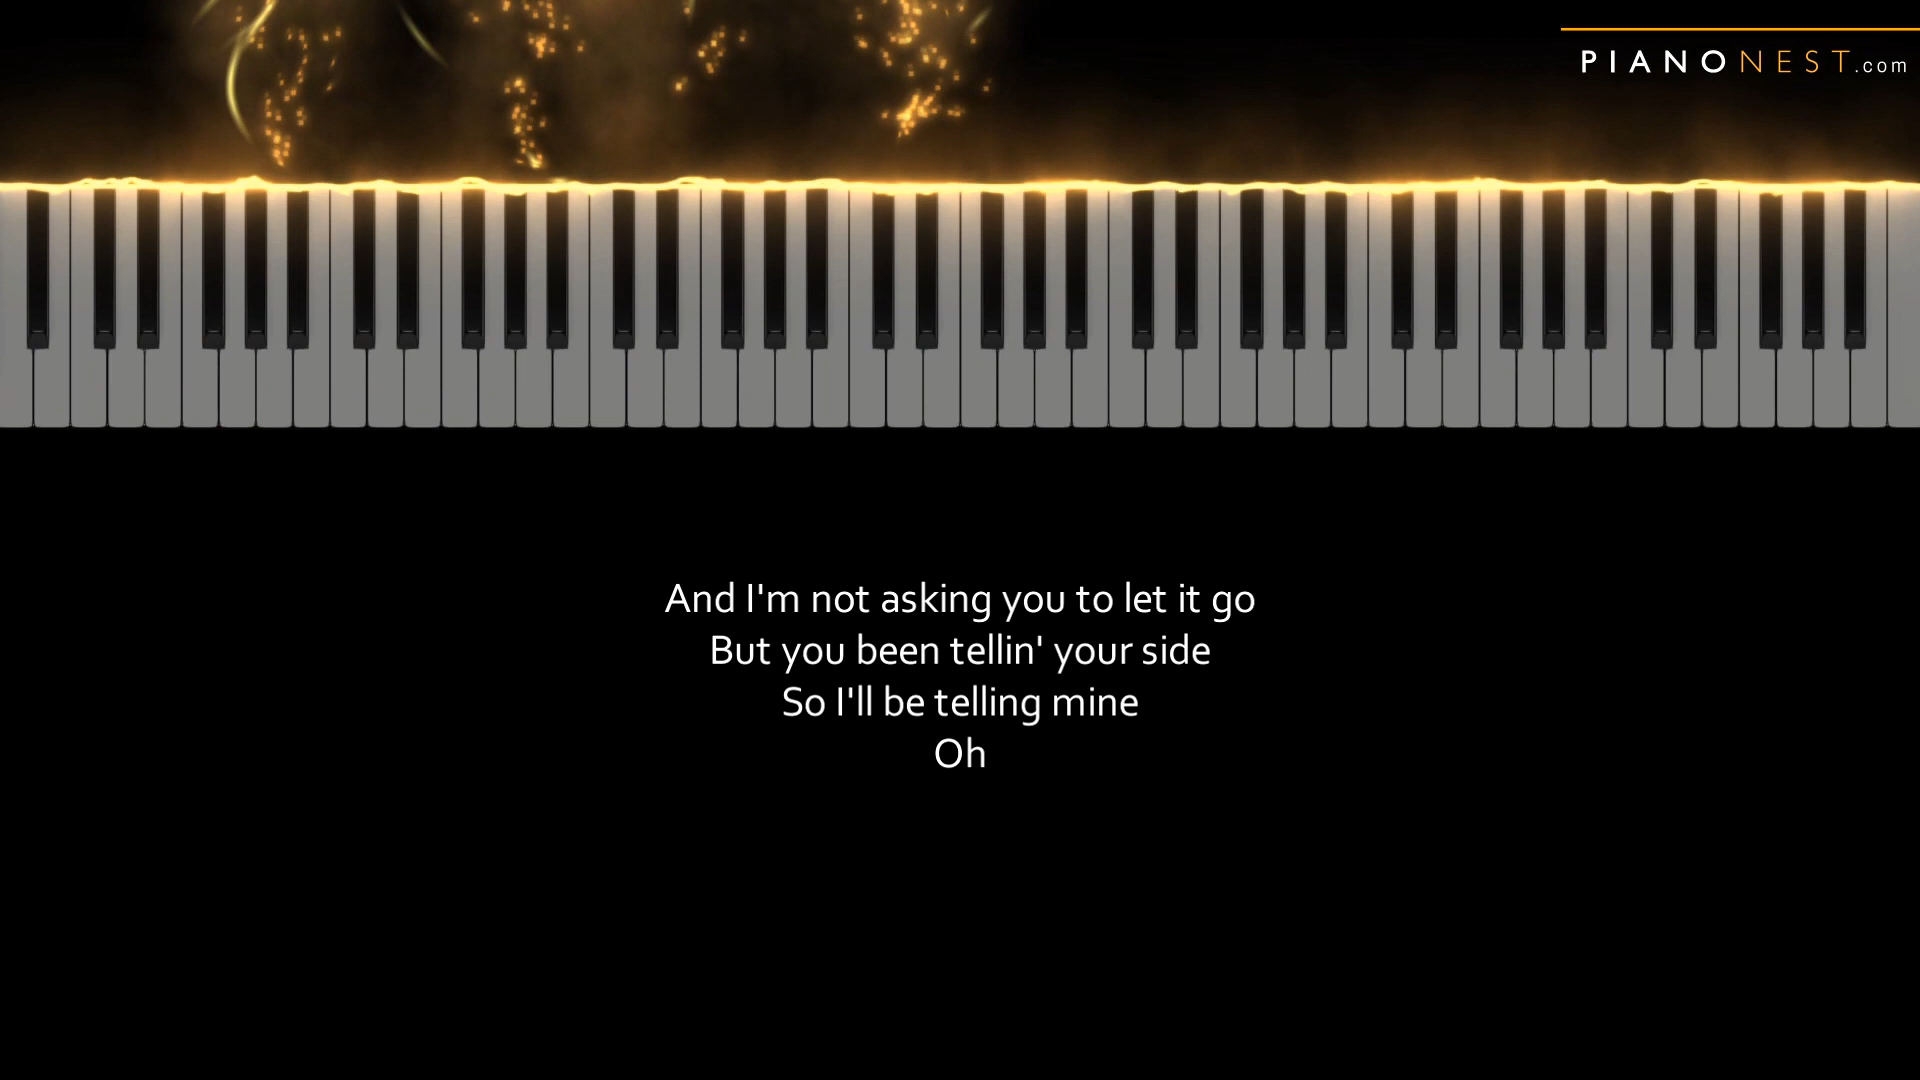 PIANONEST.com
And I'm not asking you to let it go
But you been tellin' your side
So I'll be telling mine
Oh